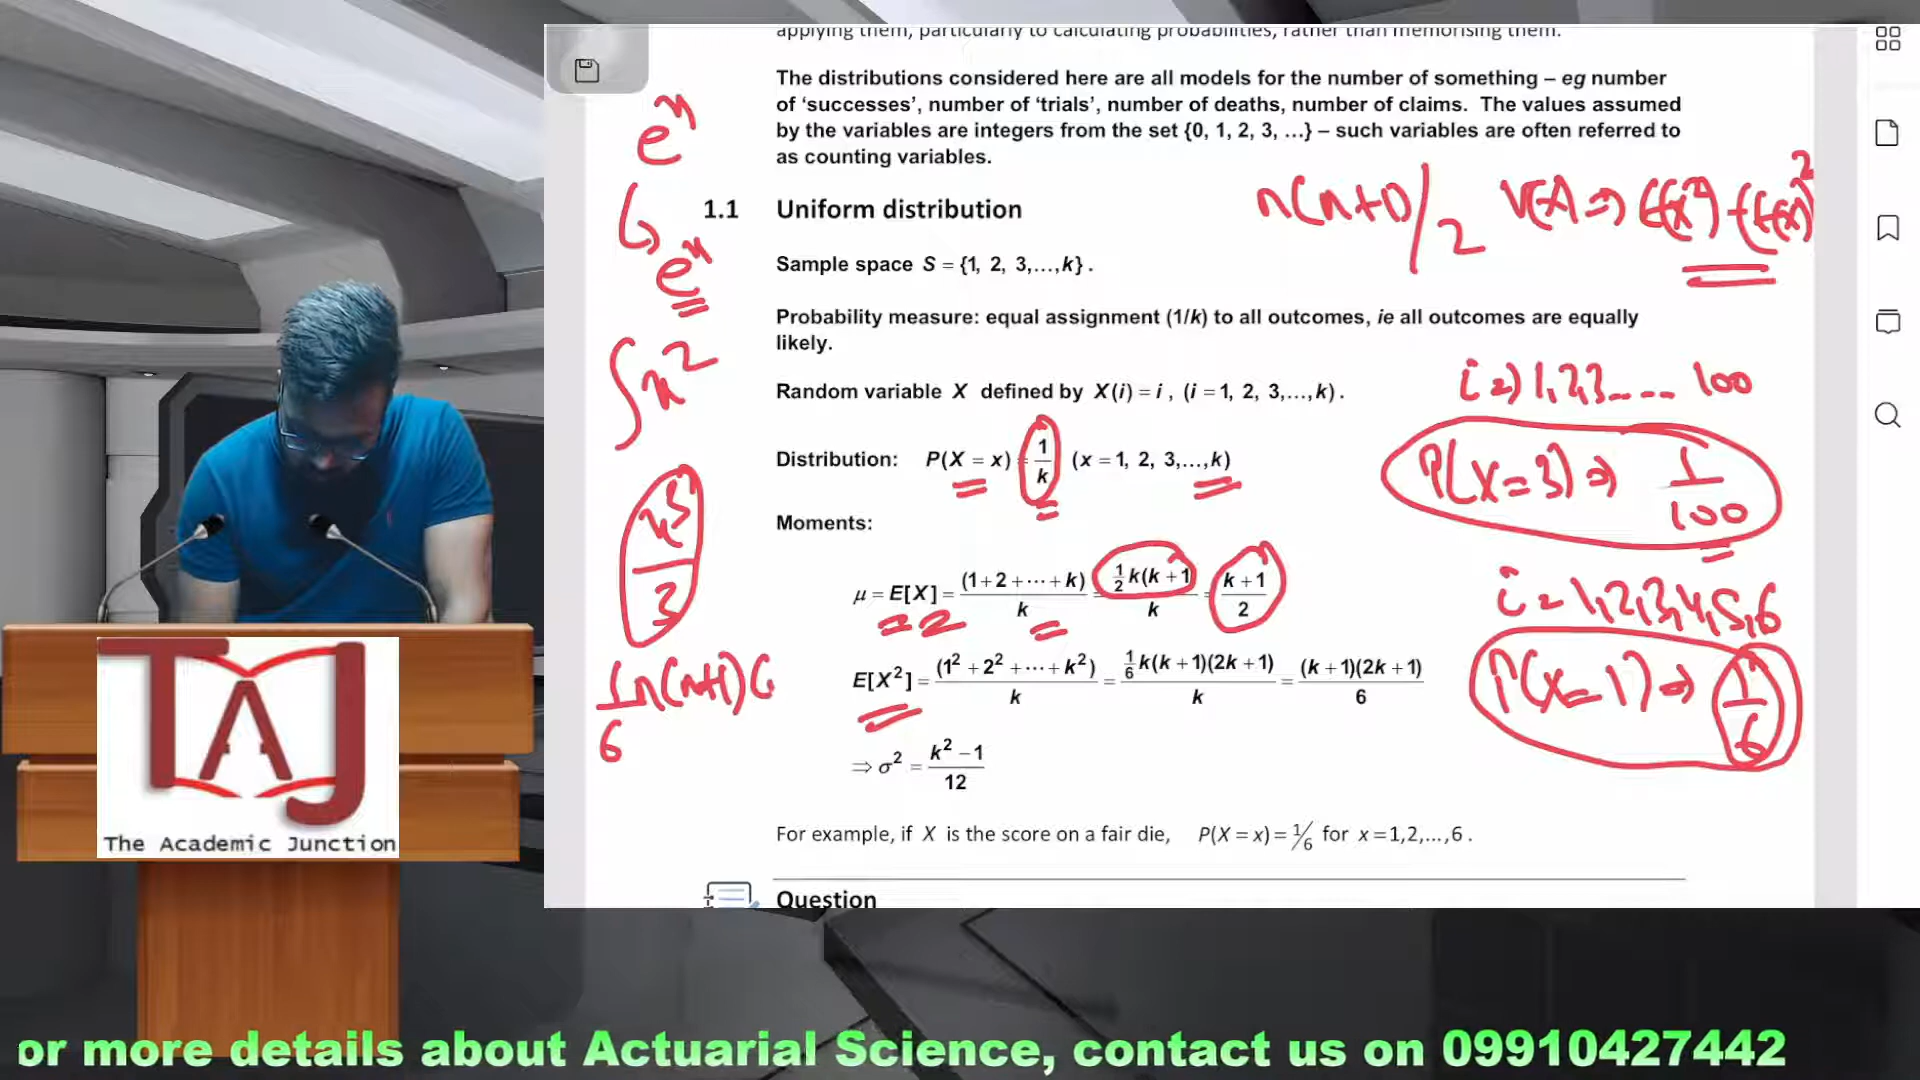 applying them, particularly to calculating probabilities, rather than memorising them.
The distributions considered here are all models for the number of something – eg number
of ‘successes’, number of ‘trials’, number of deaths, number of claims. The values assumed
by the variables are integers from the set {0, 1, 2, 3, ...} – such variables are often referred to
as counting variables.
1.1 Uniform distribution
n(n+1)/2
V(x) ⇒ E(x²) - (E(x))²
Sample space S = {1, 2, 3,...,k} .
Probability measure: equal assignment (1/k) to all outcomes, ie all outcomes are equally
likely.
Random variable X defined by X(i) = i , (i = 1, 2, 3,...,k) .
i ⇒ 1,2,3.... 100
Distribution: P(X = x) = 1/k (x = 1, 2, 3,...,k)
P(X=3) ⇒ 1/100
Moments:
μ = E[X] = (1+2+⋯+k)/k = ½k(k+1)/k = (k+1)/2
i = 1,2,3,4,5,6
E[X²] = (1² + 2² + ⋯ + k²)/k = ⅙k(k+1)(2k+1)/k = (k+1)(2k+1)/6
P(X=1) ⇒ 1/6
⇒ σ² = (k² − 1)/12
For example, if X is the score on a fair die, P(X = x) = 1/6 for x = 1,2,...,6 .
Question
eˣ
eˣ
∫x²
x³/3
1/6 n(n+1)(
TAJ
The Academic Junction
or more details about Actuarial Science, contact us on 09910427442